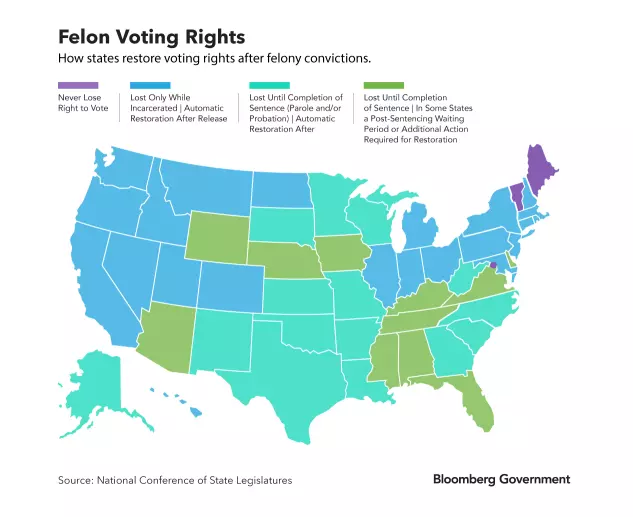 Felon Voting Rights
How states restore voting rights after felony convictions.
Never Lose
Right to Vote
Lost Only While
Incarcerated | Automatic
Restoration After Release
Lost Until Completion of
Sentence (Parole and/or
Probation) | Automatic
Restoration After
Lost Until Completion
of Sentence | In Some States
a Post-Sentencing Waiting
Period or Additional Action
Required for Restoration
Source: National Conference of State Legislatures
Bloomberg Government